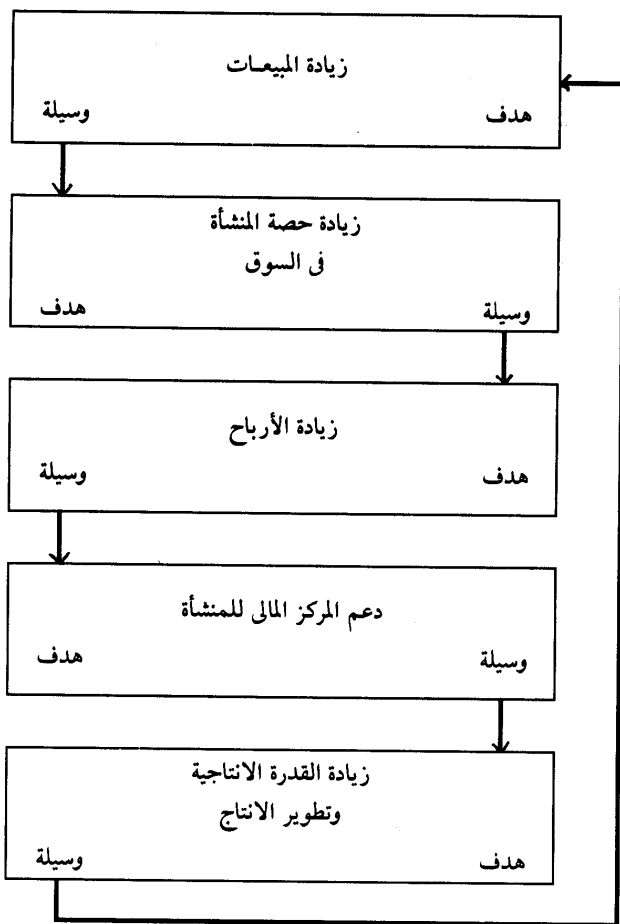 زيادة المبيعـات
هدف
وسيلة
زيادة حصة المنشأة
فى السوق
وسيلة
هدف
زيادة الأرباح
هدف
وسيلة
دعم المركز المالى للمنشأة
وسيلة
هدف
زيادة القدرة الانتاجية
وتطوير الانتاج
هدف
وسيلة